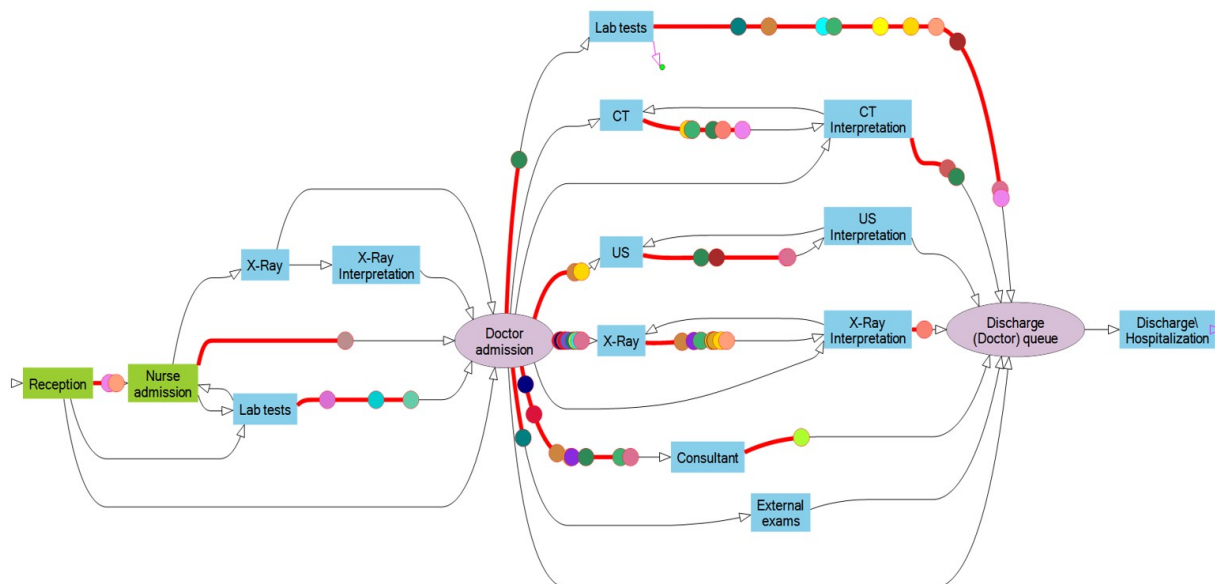 Lab tests
CT
CT
Interpretation
US
Interpretation
US
X-Ray
X-Ray
Interpretation
Doctor
admission
X-Ray
X-Ray
Interpretation
Discharge
(Doctor) queue
Discharge\
Hospitalization
Reception
Nurse
admission
Lab tests
Consultant
External
exams